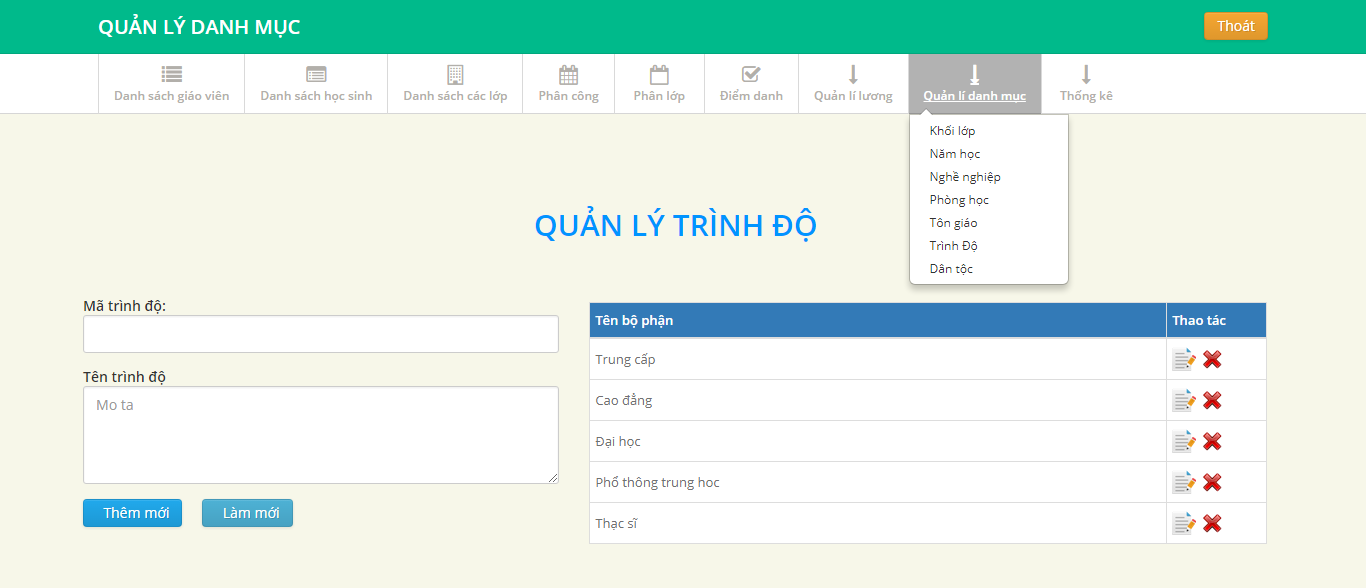 QUẢN LÝ DANH MỤC
Thoát
Danh sách giáo viên
Danh sách học sinh
Danh sách các lớp
Phân công
Phân lớp
Điểm danh
Quản lí lương
Quản lí danh mục
Thống kê
Khối lớp
Năm học
Nghề nghiệp
Phòng học
Tôn giáo
Trình Độ
Dân tộc
QUẢN LÝ TRÌNH ĐỘ
Mã trình độ:
Tên trình độ
Mo ta
Thêm mới
Làm mới
Tên bộ phận
Thao tác
Trung cấp
Cao đẳng
Đại học
Phổ thông trung hoc
Thạc sĩ